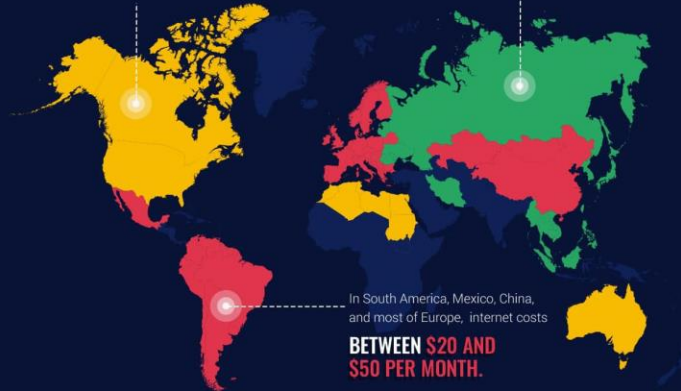 In South America, Mexico, China,
and most of Europe, internet costs
BETWEEN $20 AND
$50 PER MONTH.